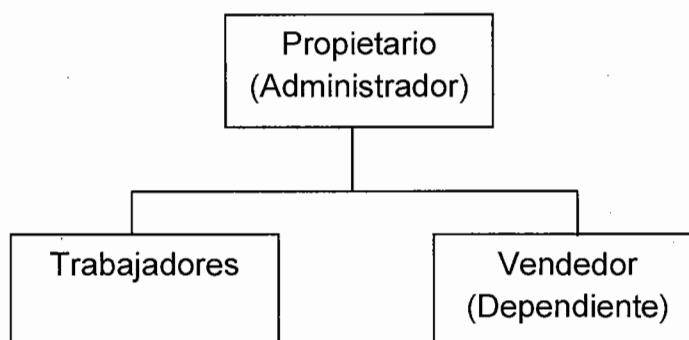 Propietario
(Administrador)
Trabajadores
Vendedor
(Dependiente)